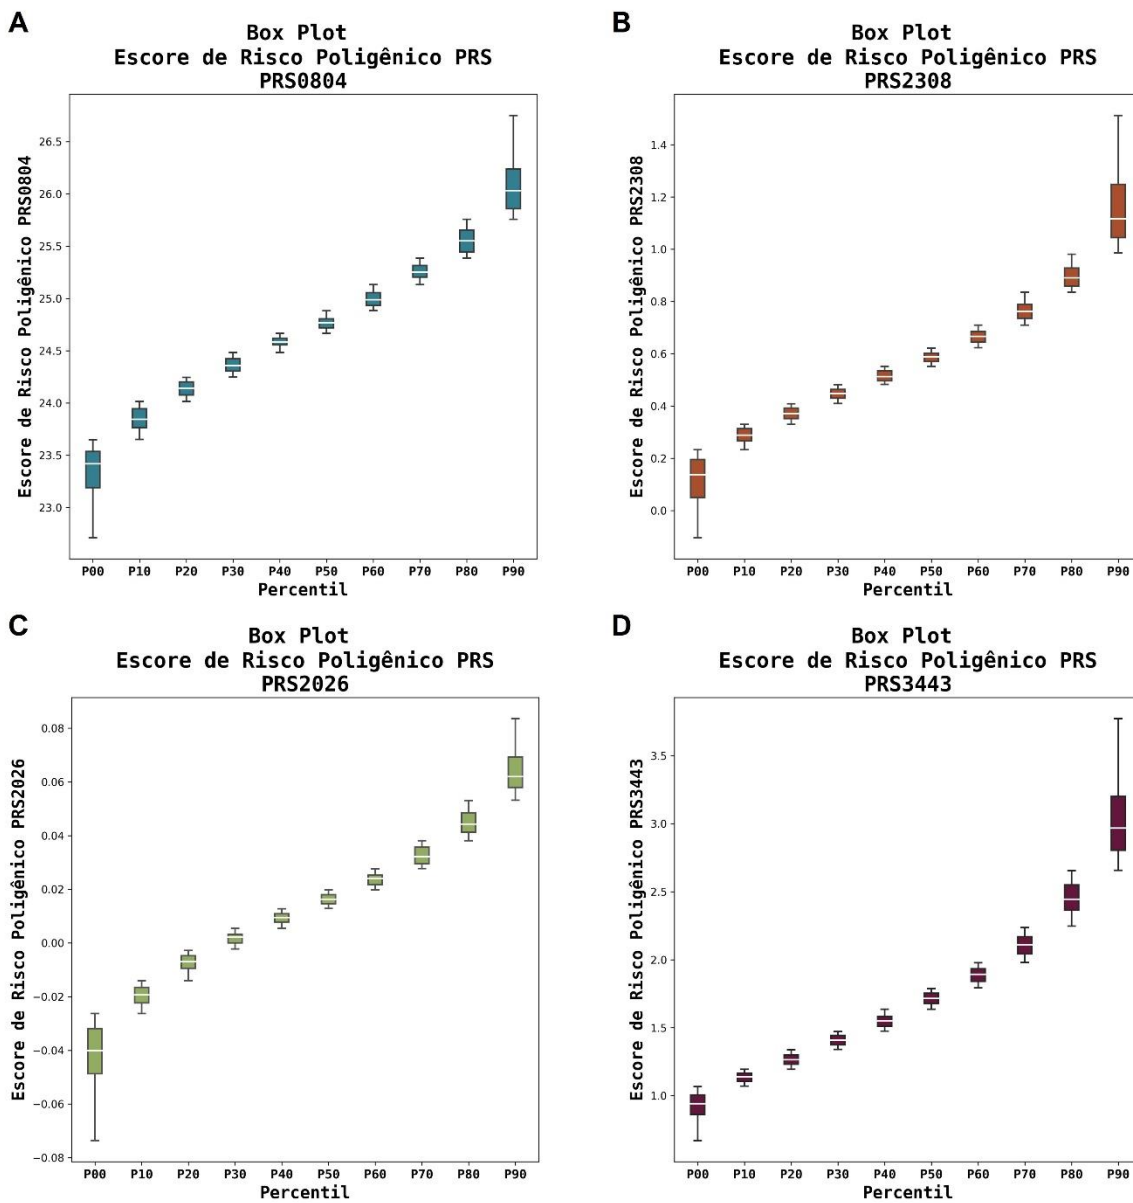 A
Box Plot
Escore de Risco Poligênico PRS
PRS0804
Escore de Risco Poligênico PRS0804
26.5
26.0
25.5
25.0
24.5
24.0
23.5
23.0
P00 P10 P20 P30 P40 P50 P60 P70 P80 P90
Percentil
B
Box Plot
Escore de Risco Poligênico PRS
PRS2308
Escore de Risco Poligênico PRS2308
1.4
1.2
1.0
0.8
0.6
0.4
0.2
0.0
P00 P10 P20 P30 P40 P50 P60 P70 P80 P90
Percentil
C
Box Plot
Escore de Risco Poligênico PRS
PRS2026
Escore de Risco Poligênico PRS2026
0.08
0.06
0.04
0.02
0.00
−0.02
−0.04
−0.06
−0.08
P00 P10 P20 P30 P40 P50 P60 P70 P80 P90
Percentil
D
Box Plot
Escore de Risco Poligênico PRS
PRS3443
Escore de Risco Poligênico PRS3443
3.5
3.0
2.5
2.0
1.5
1.0
P00 P10 P20 P30 P40 P50 P60 P70 P80 P90
Percentil